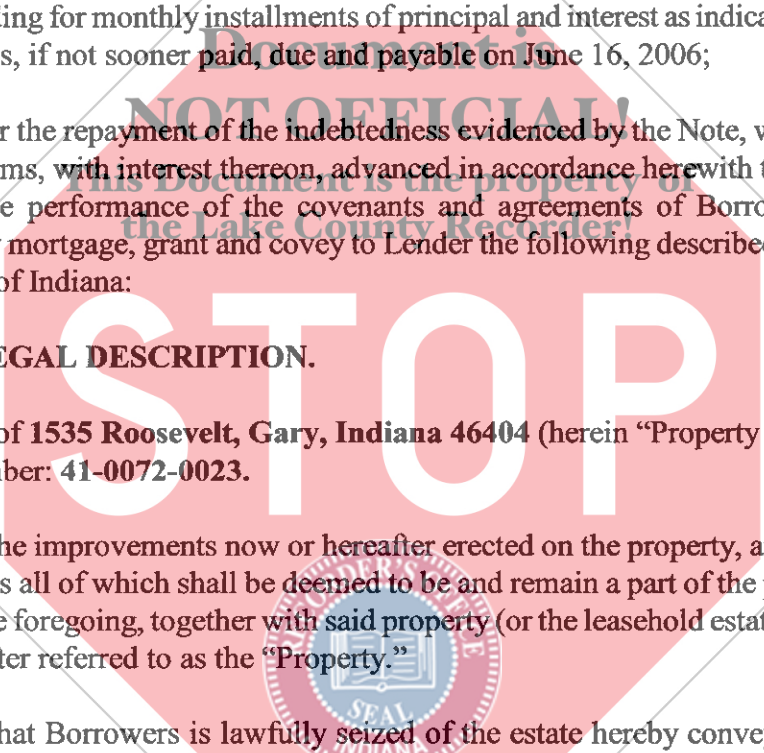 ling for monthly installments of principal and interest as indica
s, if not sooner paid, due and payable on June 16, 2006;
Document is
NOT OFFICIAL!
This Document is the property of
the Lake County Recorder!
r the repayment of the indebtedness evidenced by the Note, w
ms, with interest thereon, advanced in accordance herewith t
e performance of the covenants and agreements of Borro
mortgage, grant and covey to Lender the following described
of Indiana:
EGAL DESCRIPTION.
STOP
of 1535 Roosevelt, Gary, Indiana 46404 (herein “Property
ber: 41-0072-0023.
he improvements now or hereafter erected on the property, a
s all of which shall be deemed to be and remain a part of the
e foregoing, together with said property (or the leasehold estat
ter referred to as the “Property.”
RECORDER'S OFFICE
SEAL
INDIANA
hat Borrowers is lawfully seized of the estate hereby conve